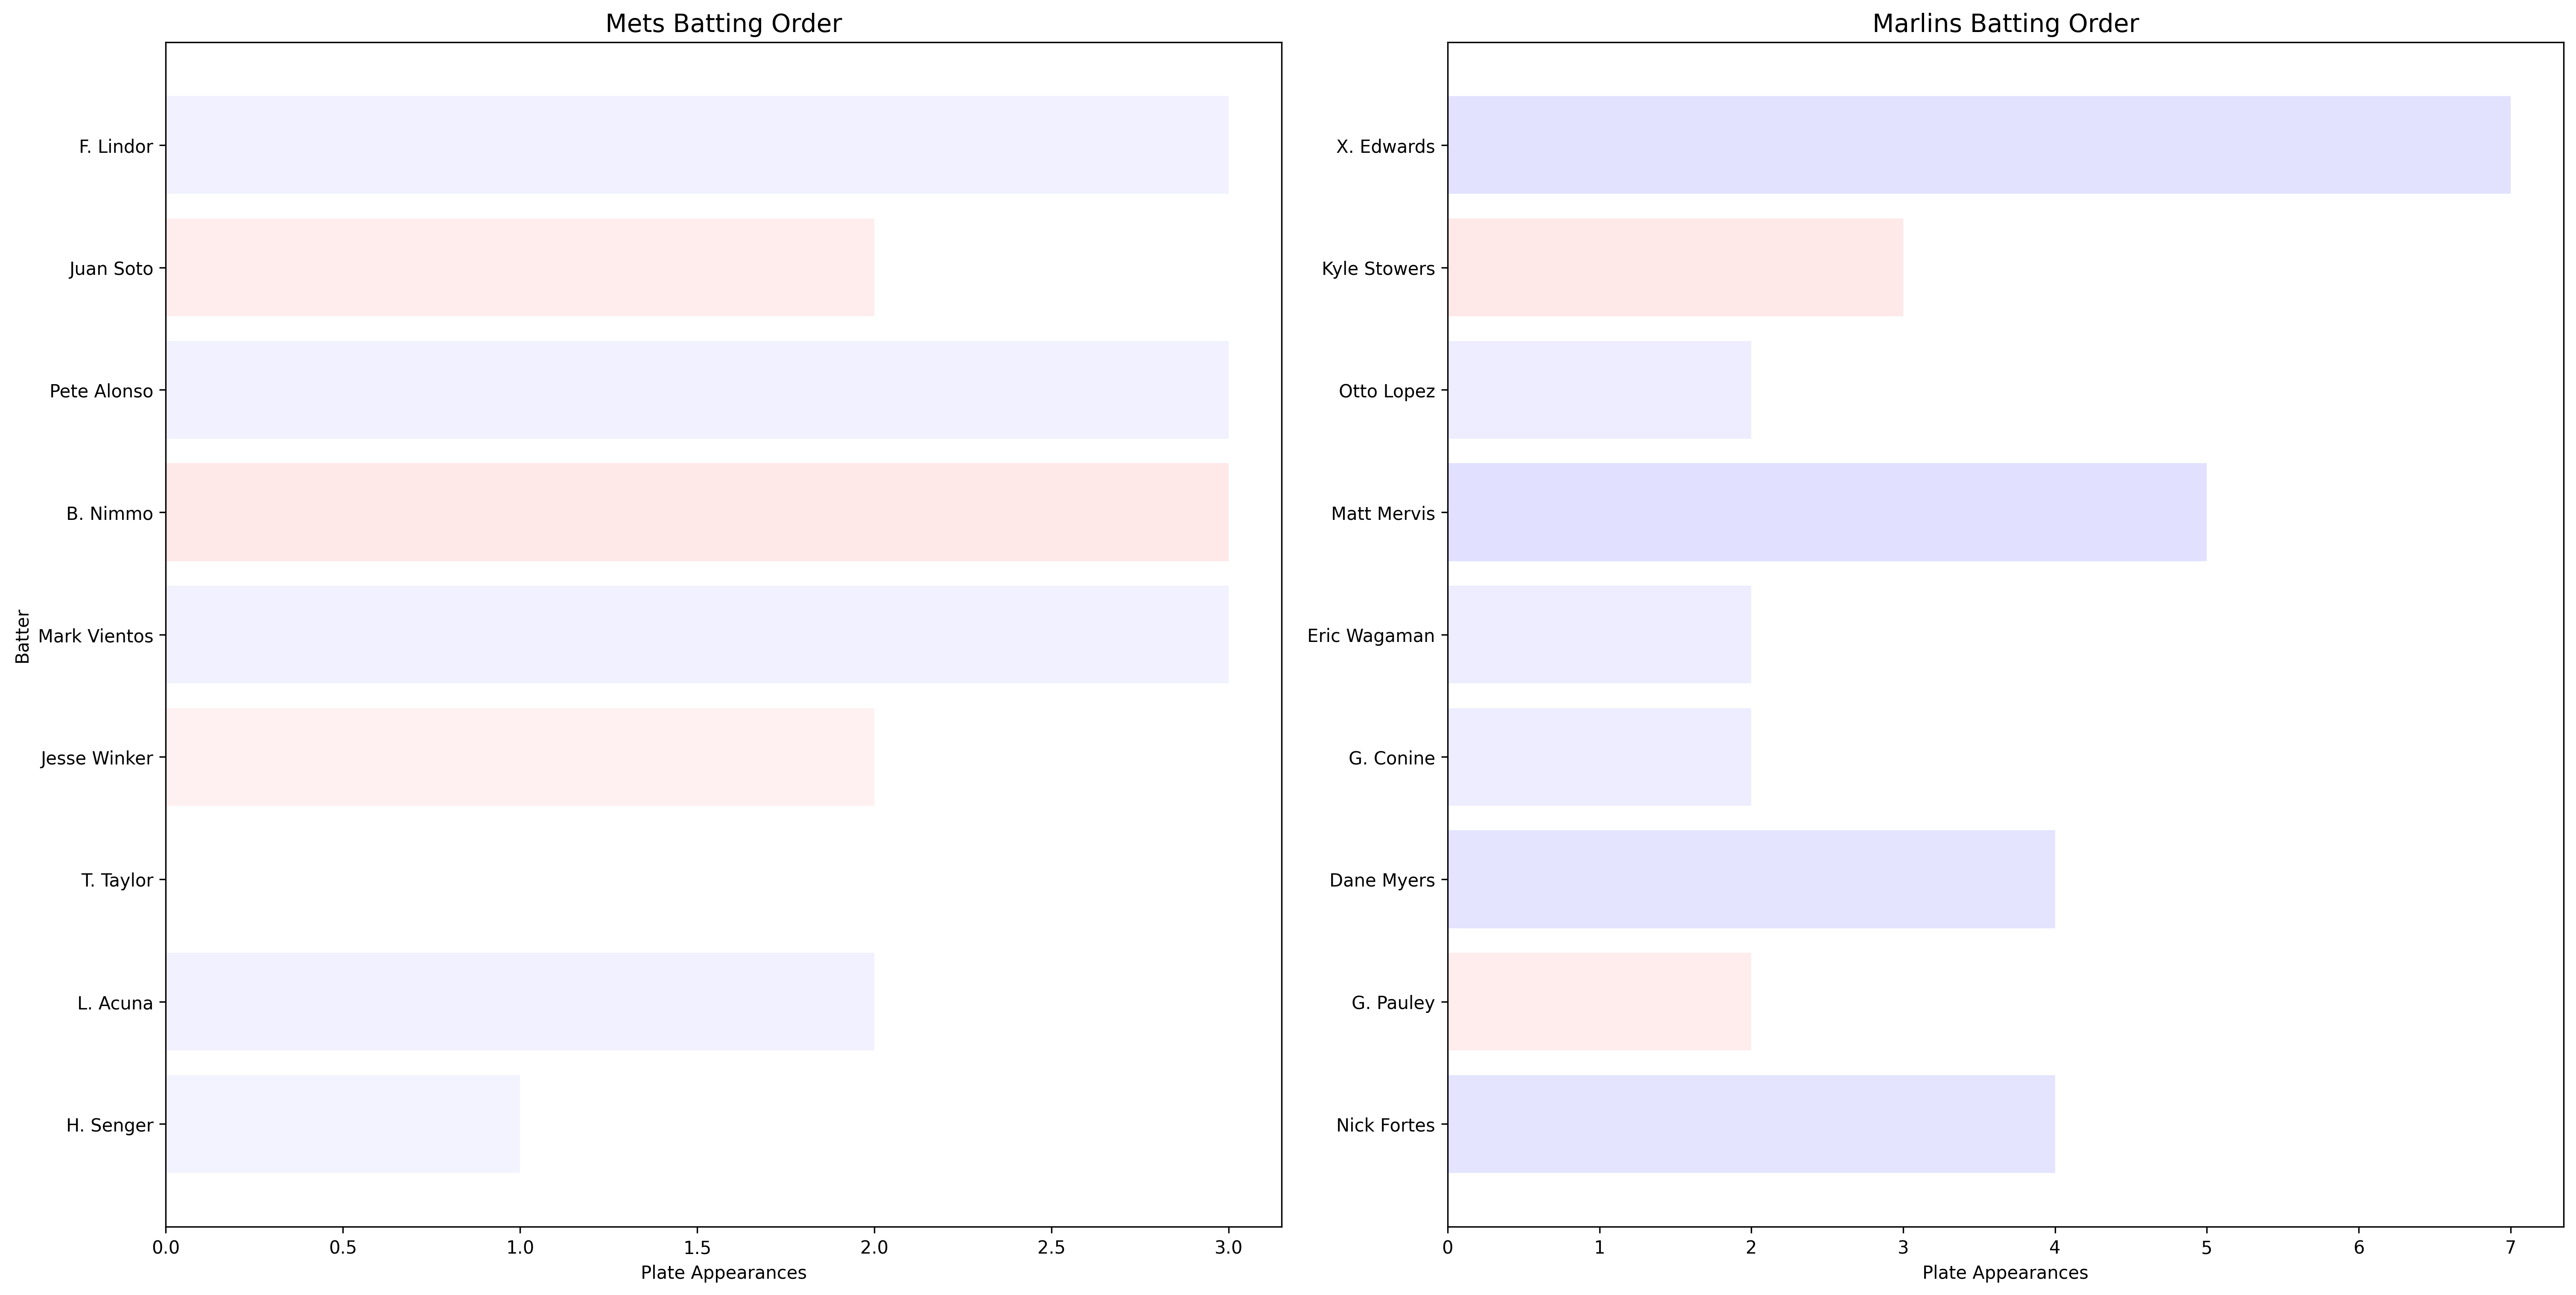 Mets Batting Order
Batter
F. Lindor
Juan Soto
Pete Alonso
B. Nimmo
Mark Vientos
Jesse Winker
T. Taylor
L. Acuna
H. Senger
0.0 0.5 1.0 1.5 2.0 2.5 3.0
Plate Appearances
Marlins Batting Order
X. Edwards
Kyle Stowers
Otto Lopez
Matt Mervis
Eric Wagaman
G. Conine
Dane Myers
G. Pauley
Nick Fortes
0 1 2 3 4 5 6 7
Plate Appearances